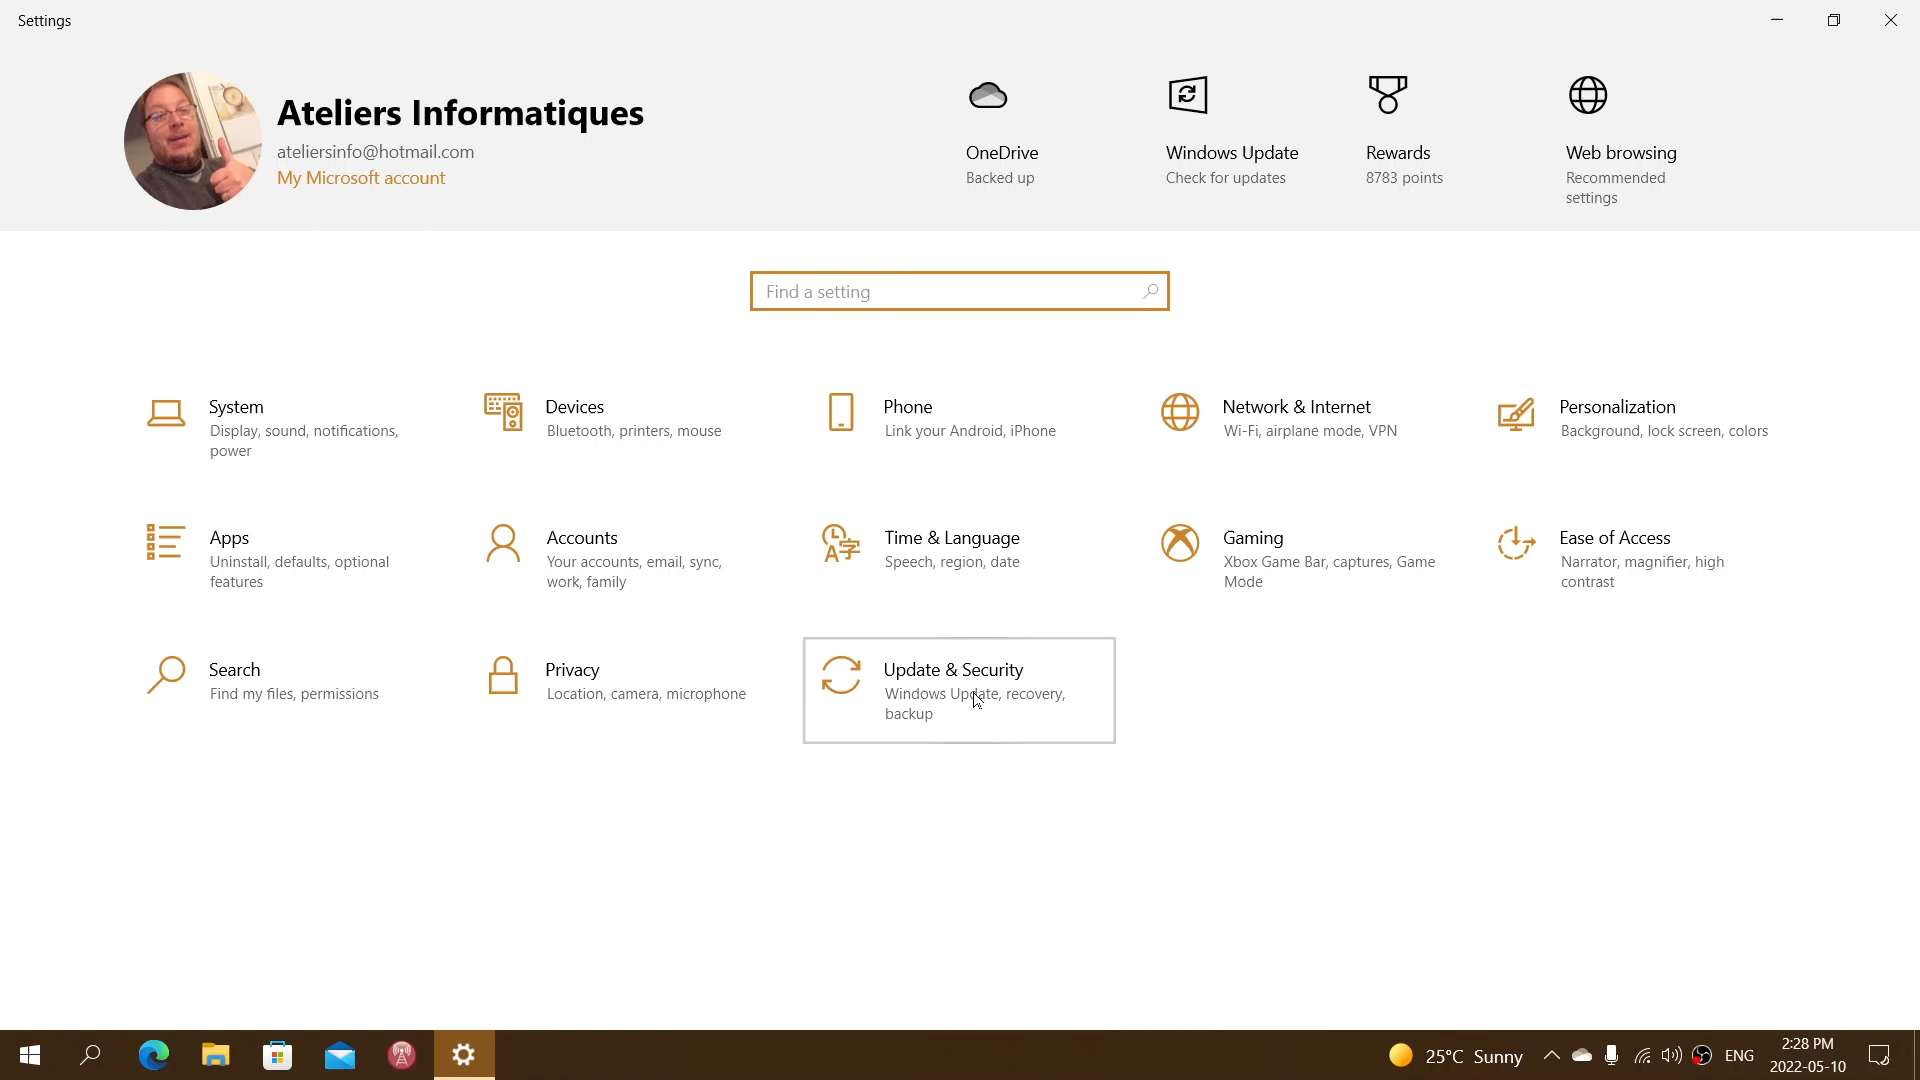 Settings
Ateliers Informatiques
ateliersinfo@hotmail.com
My Microsoft account
OneDrive
Backed up
Windows Update
Check for updates
Rewards
8783 points
Web browsing
Recommended
settings
Find a setting
System
Display, sound, notifications,
power
Devices
Bluetooth, printers, mouse
Phone
Link your Android, iPhone
Network & Internet
Wi-Fi, airplane mode, VPN
Personalization
Background, lock screen, colors
Apps
Uninstall, defaults, optional
features
Accounts
Your accounts, email, sync,
work, family
Time & Language
Speech, region, date
Gaming
Xbox Game Bar, captures, Game
Mode
Ease of Access
Narrator, magnifier, high
contrast
Search
Find my files, permissions
Privacy
Location, camera, microphone
Update & Security
Windows Update, recovery,
backup
25°C Sunny
ENG
2:28 PM
2022-05-10